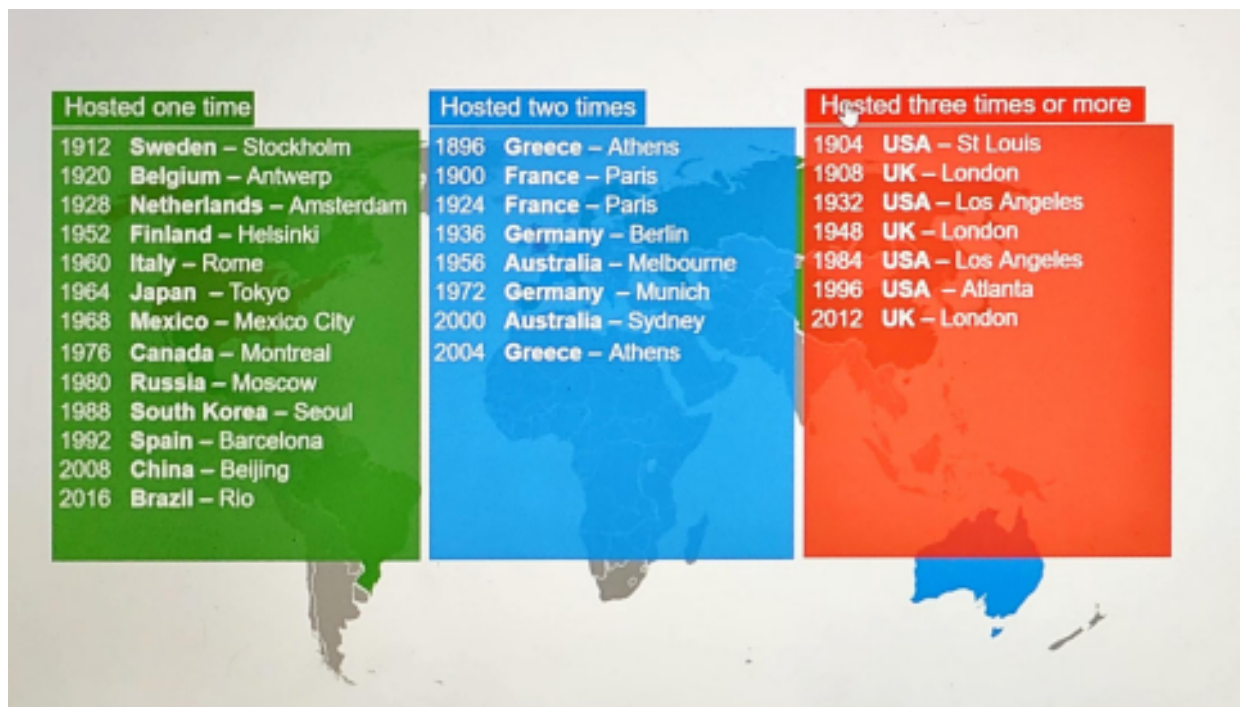 Hosted one time
1912 Sweden – Stockholm
1920 Belgium – Antwerp
1928 Netherlands – Amsterdam
1952 Finland – Helsinki
1960 Italy – Rome
1964 Japan – Tokyo
1968 Mexico – Mexico City
1976 Canada – Montreal
1980 Russia – Moscow
1988 South Korea – Seoul
1992 Spain – Barcelona
2008 China – Beijing
2016 Brazil – Rio
Hosted two times
1896 Greece – Athens
1900 France – Paris
1924 France – Paris
1936 Germany – Berlin
1956 Australia – Melbourne
1972 Germany – Munich
2000 Australia – Sydney
2004 Greece – Athens
Hosted three times or more
1904 USA – St Louis
1908 UK – London
1932 USA – Los Angeles
1948 UK – London
1984 USA – Los Angeles
1996 USA – Atlanta
2012 UK – London